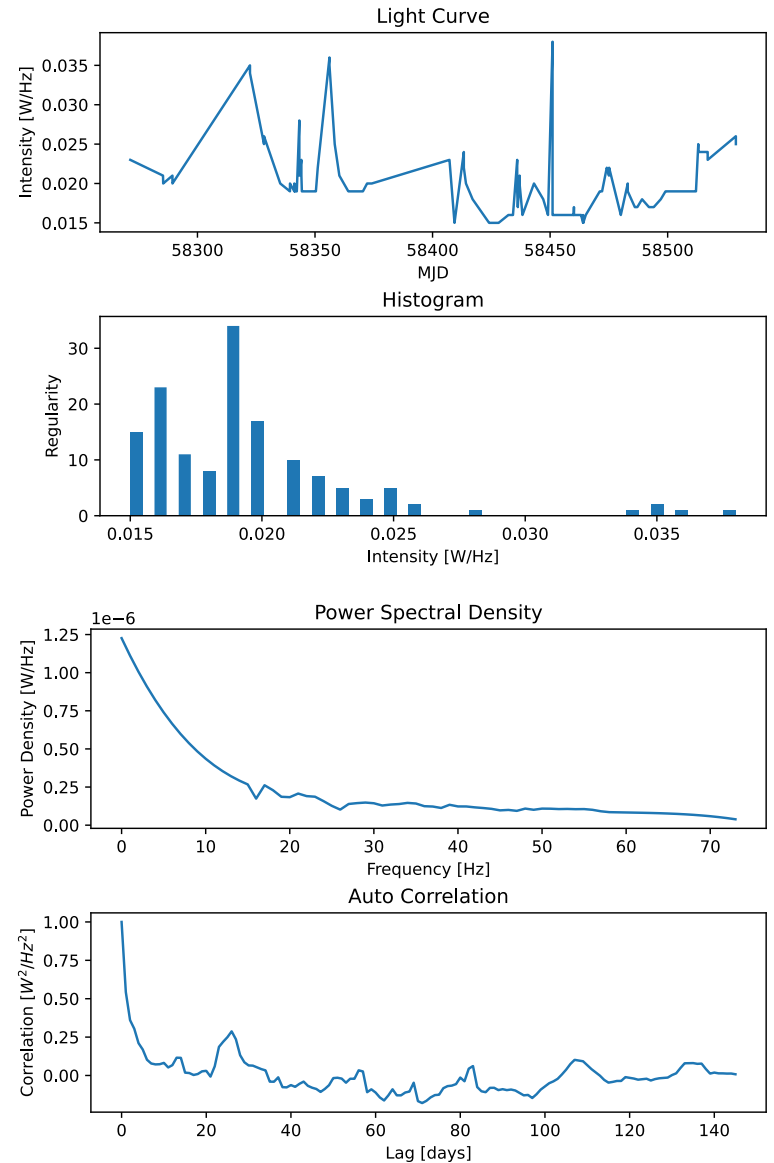 Light Curve
Intensity [W/Hz]
0.035
0.030
0.025
0.020
0.015
58300 58350 58400 58450 58500
MJD
Histogram
Regularity
30
20
10
0
0.015 0.020 0.025 0.030 0.035
Intensity [W/Hz]
Power Spectral Density
1e−6
Power Density [W/Hz]
1.25
1.00
0.75
0.50
0.25
0.00
0 10 20 30 40 50 60 70
Frequency [Hz]
Auto Correlation
Correlation [W²/Hz²]
1.00
0.75
0.50
0.25
0.00
0 20 40 60 80 100 120 140
Lag [days]